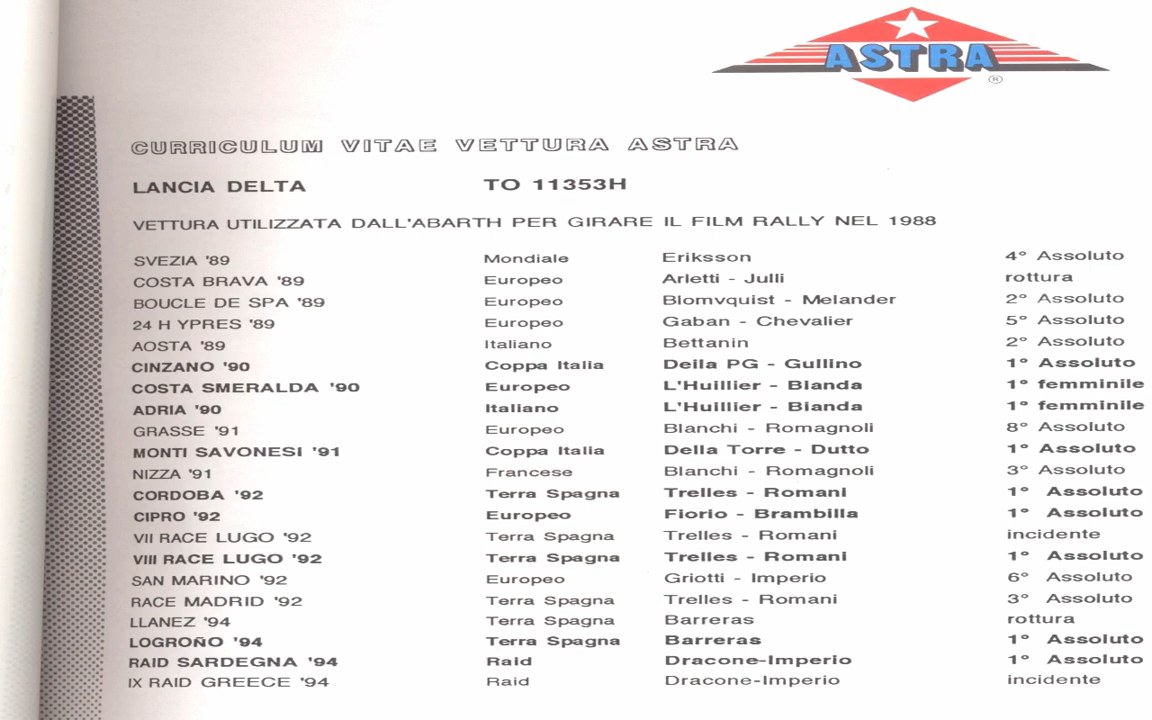 ASTRA
®
CURRICULUM VITAE VETTURA ASTRA
LANCIA DELTA TO 11353H
VETTURA UTILIZZATA DALL'ABARTH PER GIRARE IL FILM RALLY NEL 1988
SVEZIA '89 Mondiale Eriksson 4° Assoluto
COSTA BRAVA '89 Europeo Arletti - Julli rottura
BOUCLE DE SPA '89 Europeo Blomvquist - Melander 2° Assoluto
24 H YPRES '89 Europeo Gaban - Chevalier 5° Assoluto
AOSTA '89 Italiano Bettanin 2° Assoluto
CINZANO '90 Coppa Italia Deila PG - Gullino 1° Assoluto
COSTA SMERALDA '90 Europeo L'Huillier - Bianda 1° femminile
ADRIA '90 Italiano L'Huillier - Bianda 1° femminile
GRASSE '91 Europeo Bianchi - Romagnoli 8° Assoluto
MONTI SAVONESI '91 Coppa Italia Della Torre - Dutto 1° Assoluto
NIZZA '91 Francese Bianchi - Romagnoli 3° Assoluto
CORDOBA '92 Terra Spagna Trelles - Romani 1° Assoluto
CIPRO '92 Europeo Fiorio - Brambilla 1° Assoluto
VII RACE LUGO '92 Terra Spagna Trelles - Romani incidente
VIII RACE LUGO '92 Terra Spagna Trelles - Romani 1° Assoluto
SAN MARINO '92 Europeo Griotti - Imperio 6° Assoluto
RACE MADRID '92 Terra Spagna Trelles - Romani 3° Assoluto
LLANEZ '94 Terra Spagna Barreras rottura
LOGROÑO '94 Terra Spagna Barreras 1° Assoluto
RAID SARDEGNA '94 Raid Dracone-Imperio 1° Assoluto
IX RAID GREECE '94 Raid Dracone-Imperio incidente